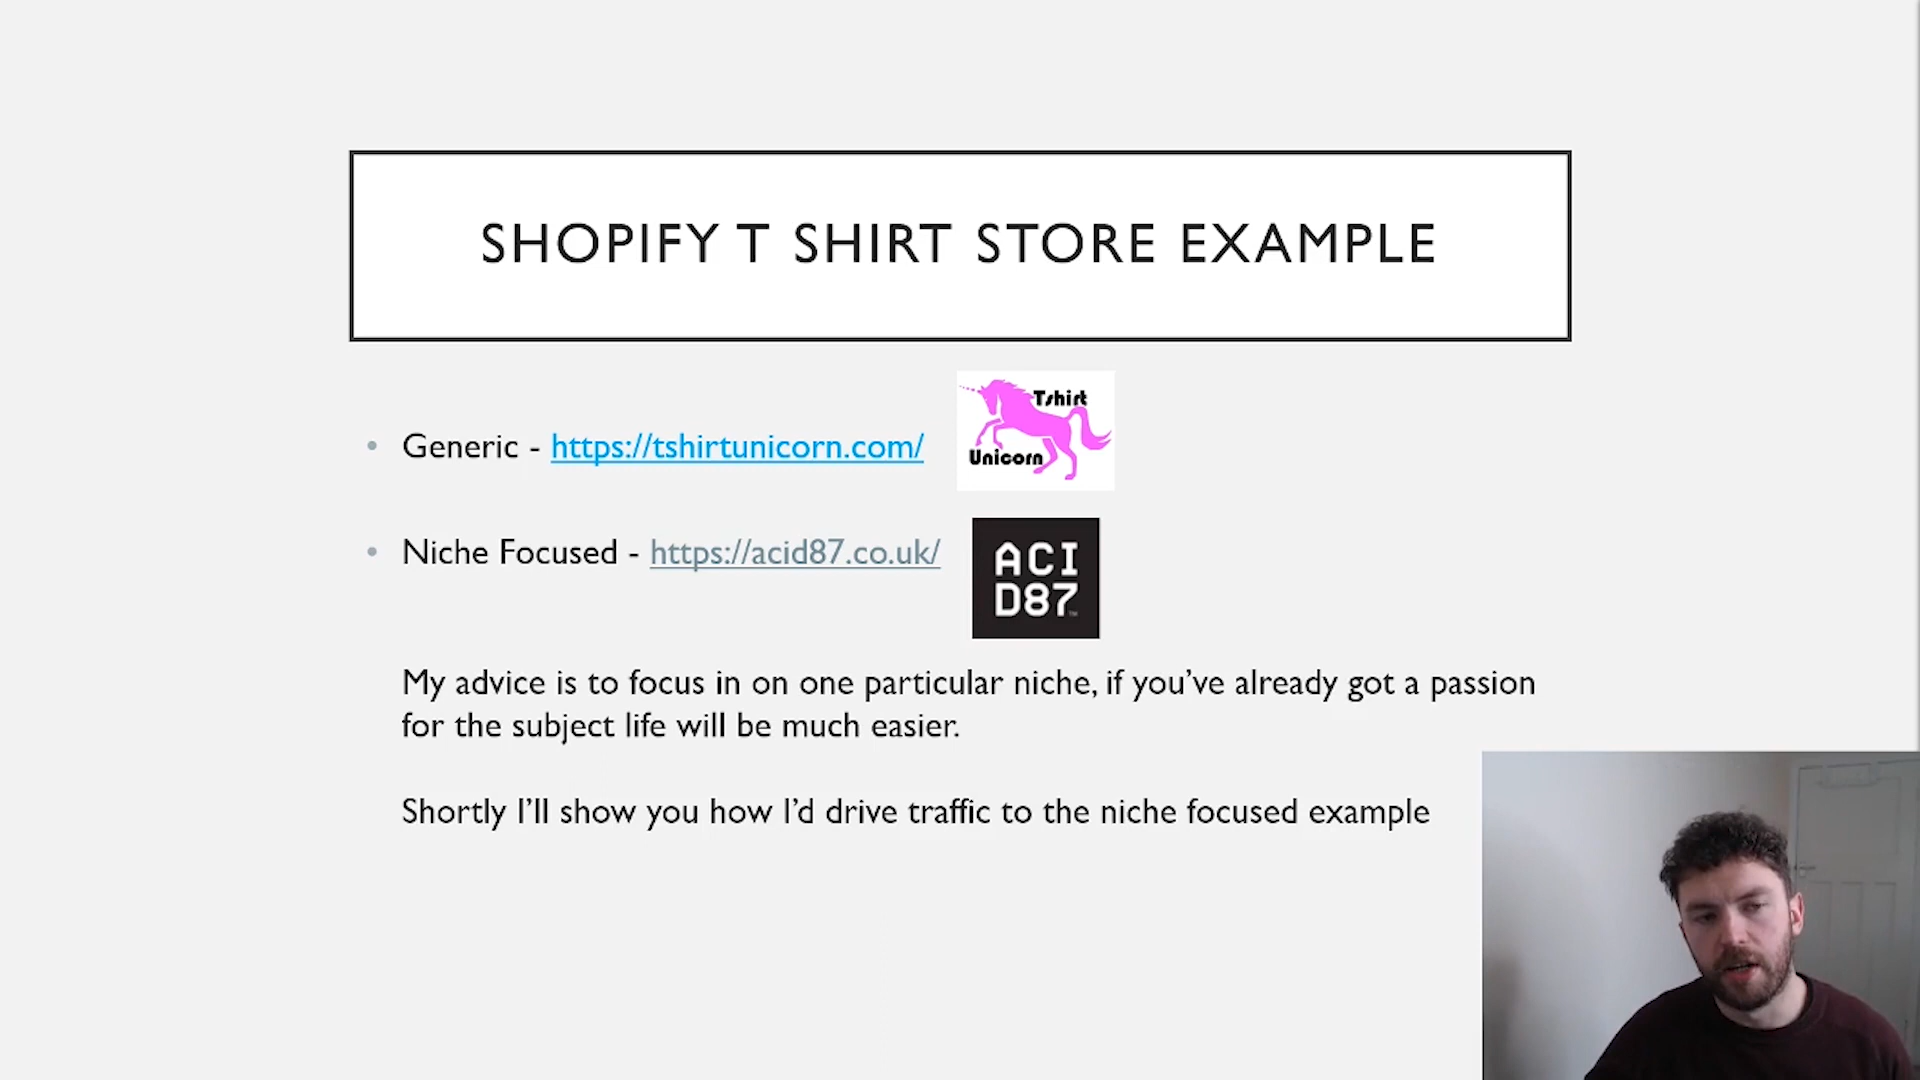 SHOPIFY T SHIRT STORE EXAMPLE
Tshirt
Unicorn
• Generic - https://tshirtunicorn.com/
• Niche Focused - https://acid87.co.uk/
ACI
D87™
My advice is to focus in on one particular niche, if you’ve already got a passion
for the subject life will be much easier.
Shortly I’ll show you how I’d drive traffic to the niche focused example